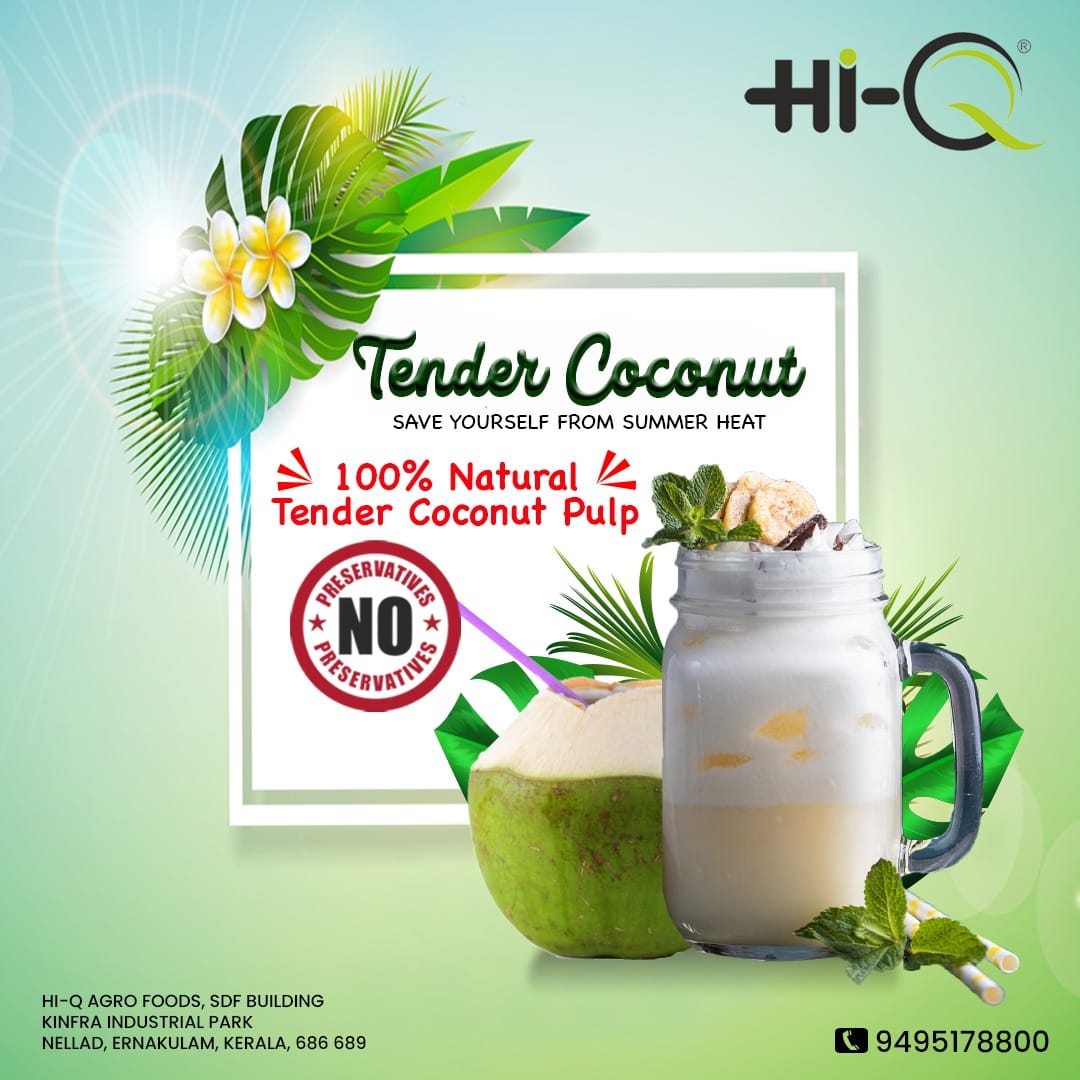 Hi-Q®
Tender Coconut
SAVE YOURSELF FROM SUMMER HEAT
100% Natural
Tender Coconut Pulp
PRESERVATIVES
NO
PRESERVATIVES
HI-Q AGRO FOODS, SDF BUILDING
KINFRA INDUSTRIAL PARK
NELLAD, ERNAKULAM, KERALA, 686 689
9495178800